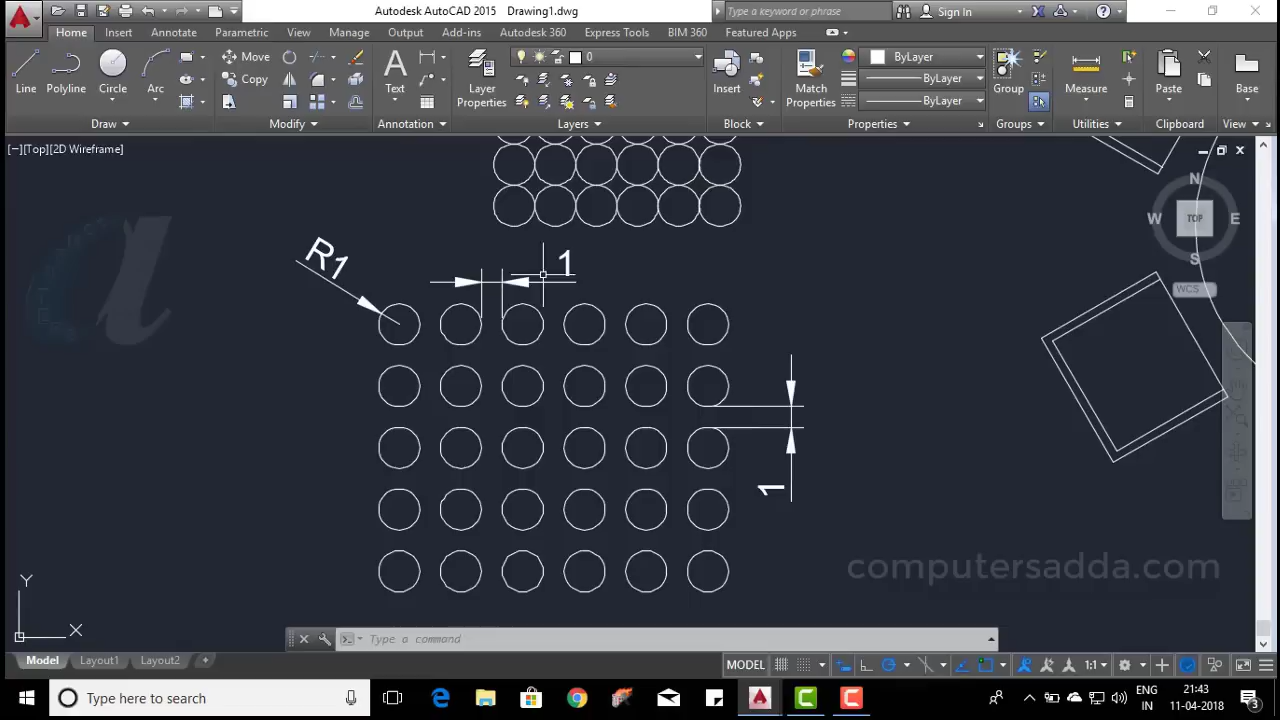 Autodesk AutoCAD 2015 Drawing1.dwg
Type a keyword or phrase
Sign In
Home Insert Annotate Parametric View Manage Output Add-ins Autodesk 360 Express Tools BIM 360 Featured Apps
Line
Polyline
Circle
Arc
Draw
Move
Copy
Modify
Text
Annotation
Layer
Properties
0
Layers
Insert
Block
Match
Properties
ByLayer
ByLayer
ByLayer
Properties
Group
Groups
Measure
Utilities
Paste
Clipboard
Base
View
[−][Top][2D Wireframe]
N
W
TOP
E
S
WCS
R1
1
1
computersadda.com
Y
X
Type a command
Model Layout1 Layout2 +
MODEL
1:1
Type here to search
ENG
IN
21:43
11-04-2018
3